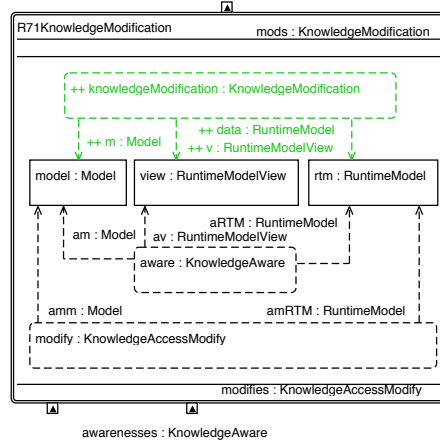 R71KnowledgeModification
mods : KnowledgeModification
++ knowledgeModification : KnowledgeModification
++ data : RuntimeModel
++ m : Model
++ v : RuntimeModelView
model : Model
view : RuntimeModelView
rtm : RuntimeModel
aRTM : RuntimeModel
am : Model
av : RuntimeModelView
aware : KnowledgeAware
amm : Model
amRTM : RuntimeModel
modify : KnowledgeAccessModify
modifies : KnowledgeAccessModify
awarenesses : KnowledgeAware